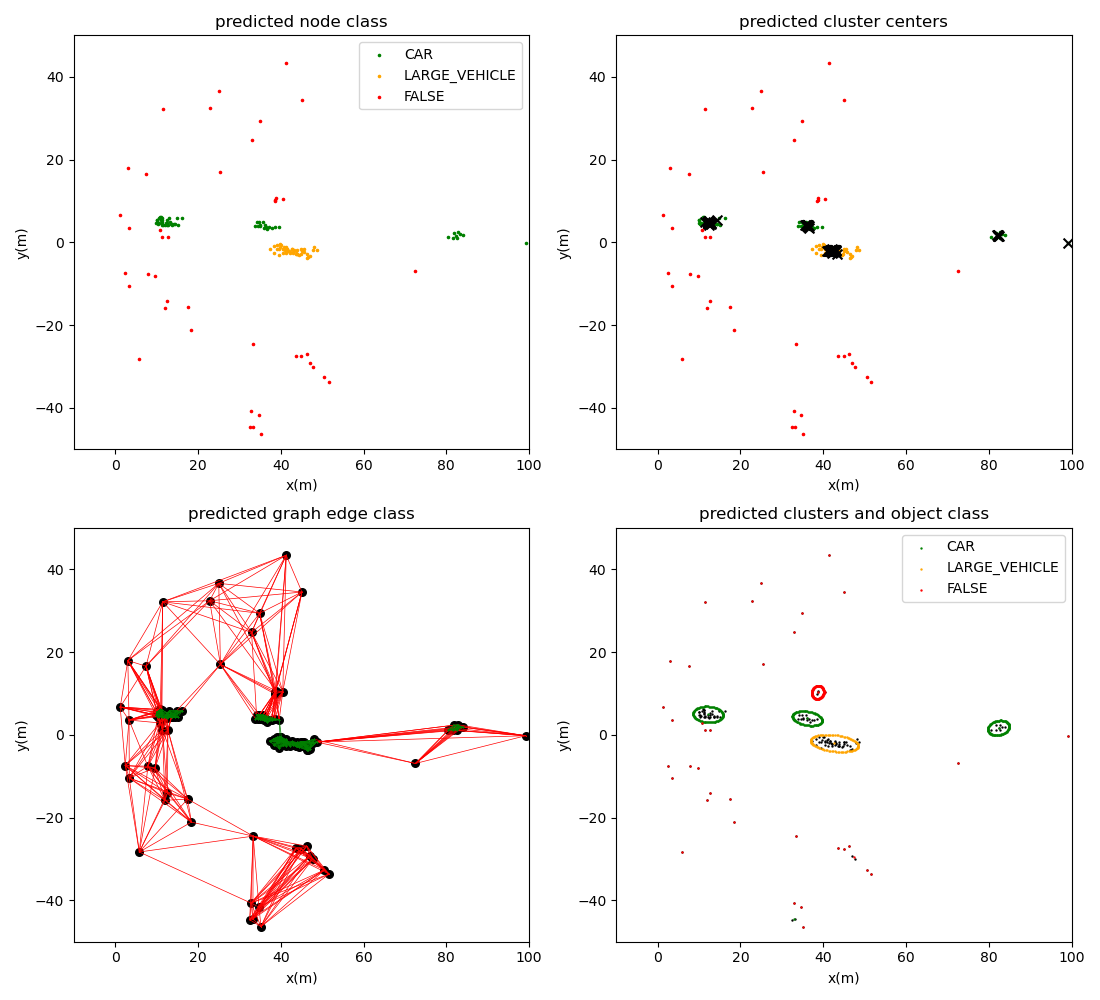 predicted node class
CAR
LARGE_VEHICLE
FALSE
40
20
0
−20
−40
y(m)
0 20 40 60 80 100
x(m)
predicted cluster centers
40
20
0
−20
−40
y(m)
0 20 40 60 80 100
x(m)
predicted graph edge class
40
20
0
−20
−40
y(m)
0 20 40 60 80 100
x(m)
predicted clusters and object class
CAR
LARGE_VEHICLE
FALSE
40
20
0
−20
−40
y(m)
0 20 40 60 80 100
x(m)